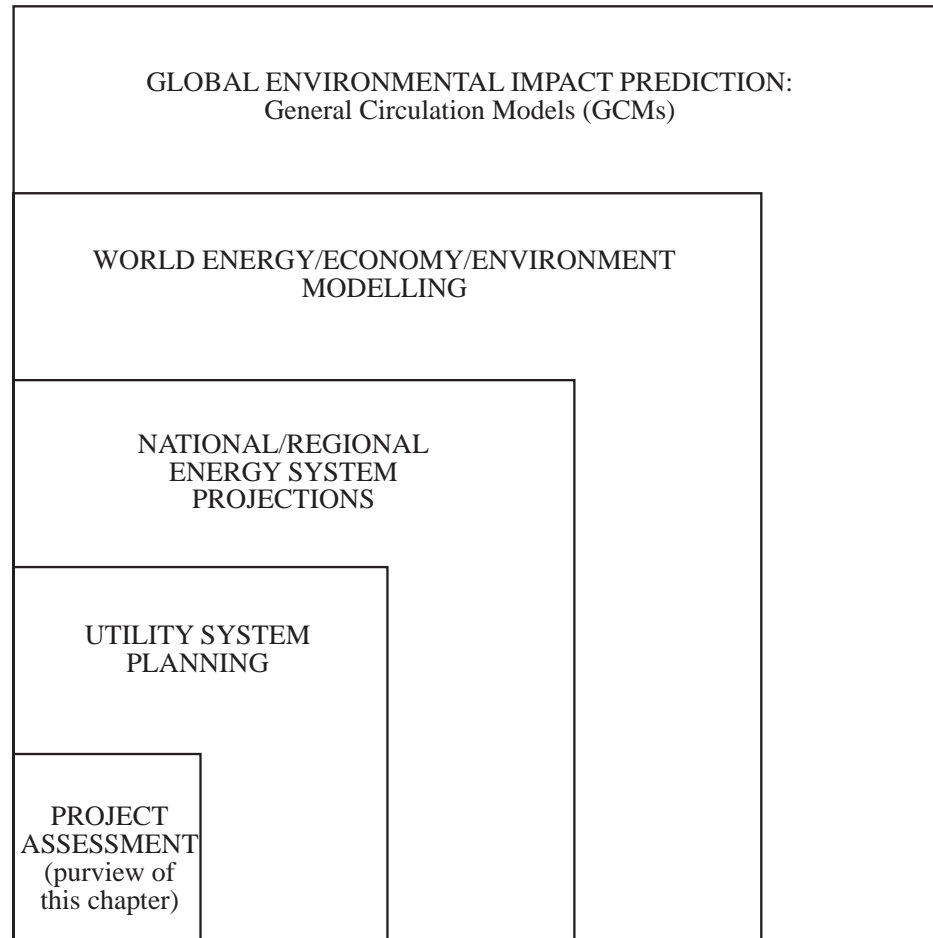 GLOBAL ENVIRONMENTAL IMPACT PREDICTION:
General Circulation Models (GCMs)
WORLD ENERGY/ECONOMY/ENVIRONMENT
MODELLING
NATIONAL/REGIONAL
ENERGY SYSTEM
PROJECTIONS
UTILITY SYSTEM
PLANNING
PROJECT
ASSESSMENT
(purview of
this chapter)